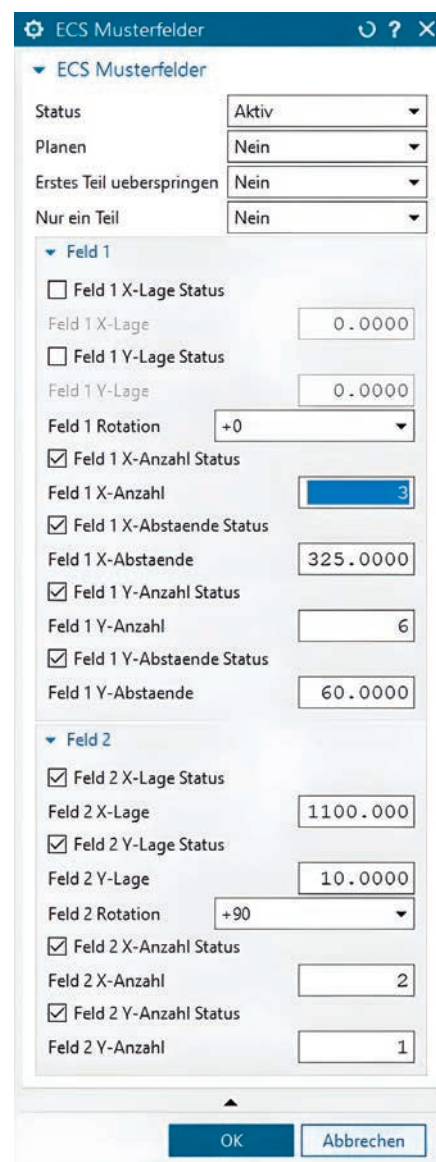 ECS Musterfelder
ECS Musterfelder
Status Aktiv
Planen Nein
Erstes Teil ueberspringen Nein
Nur ein Teil Nein
Feld 1
Feld 1 X-Lage Status
Feld 1 X-Lage 0.0000
Feld 1 Y-Lage Status
Feld 1 Y-Lage 0.0000
Feld 1 Rotation +0
Feld 1 X-Anzahl Status
Feld 1 X-Anzahl 3
Feld 1 X-Abstaende Status
Feld 1 X-Abstaende 325.0000
Feld 1 Y-Anzahl Status
Feld 1 Y-Anzahl 6
Feld 1 Y-Abstaende Status
Feld 1 Y-Abstaende 60.0000
Feld 2
Feld 2 X-Lage Status
Feld 2 X-Lage 1100.000
Feld 2 Y-Lage Status
Feld 2 Y-Lage 10.0000
Feld 2 Rotation +90
Feld 2 X-Anzahl Status
Feld 2 X-Anzahl 2
Feld 2 Y-Anzahl Status
Feld 2 Y-Anzahl 1
OK Abbrechen